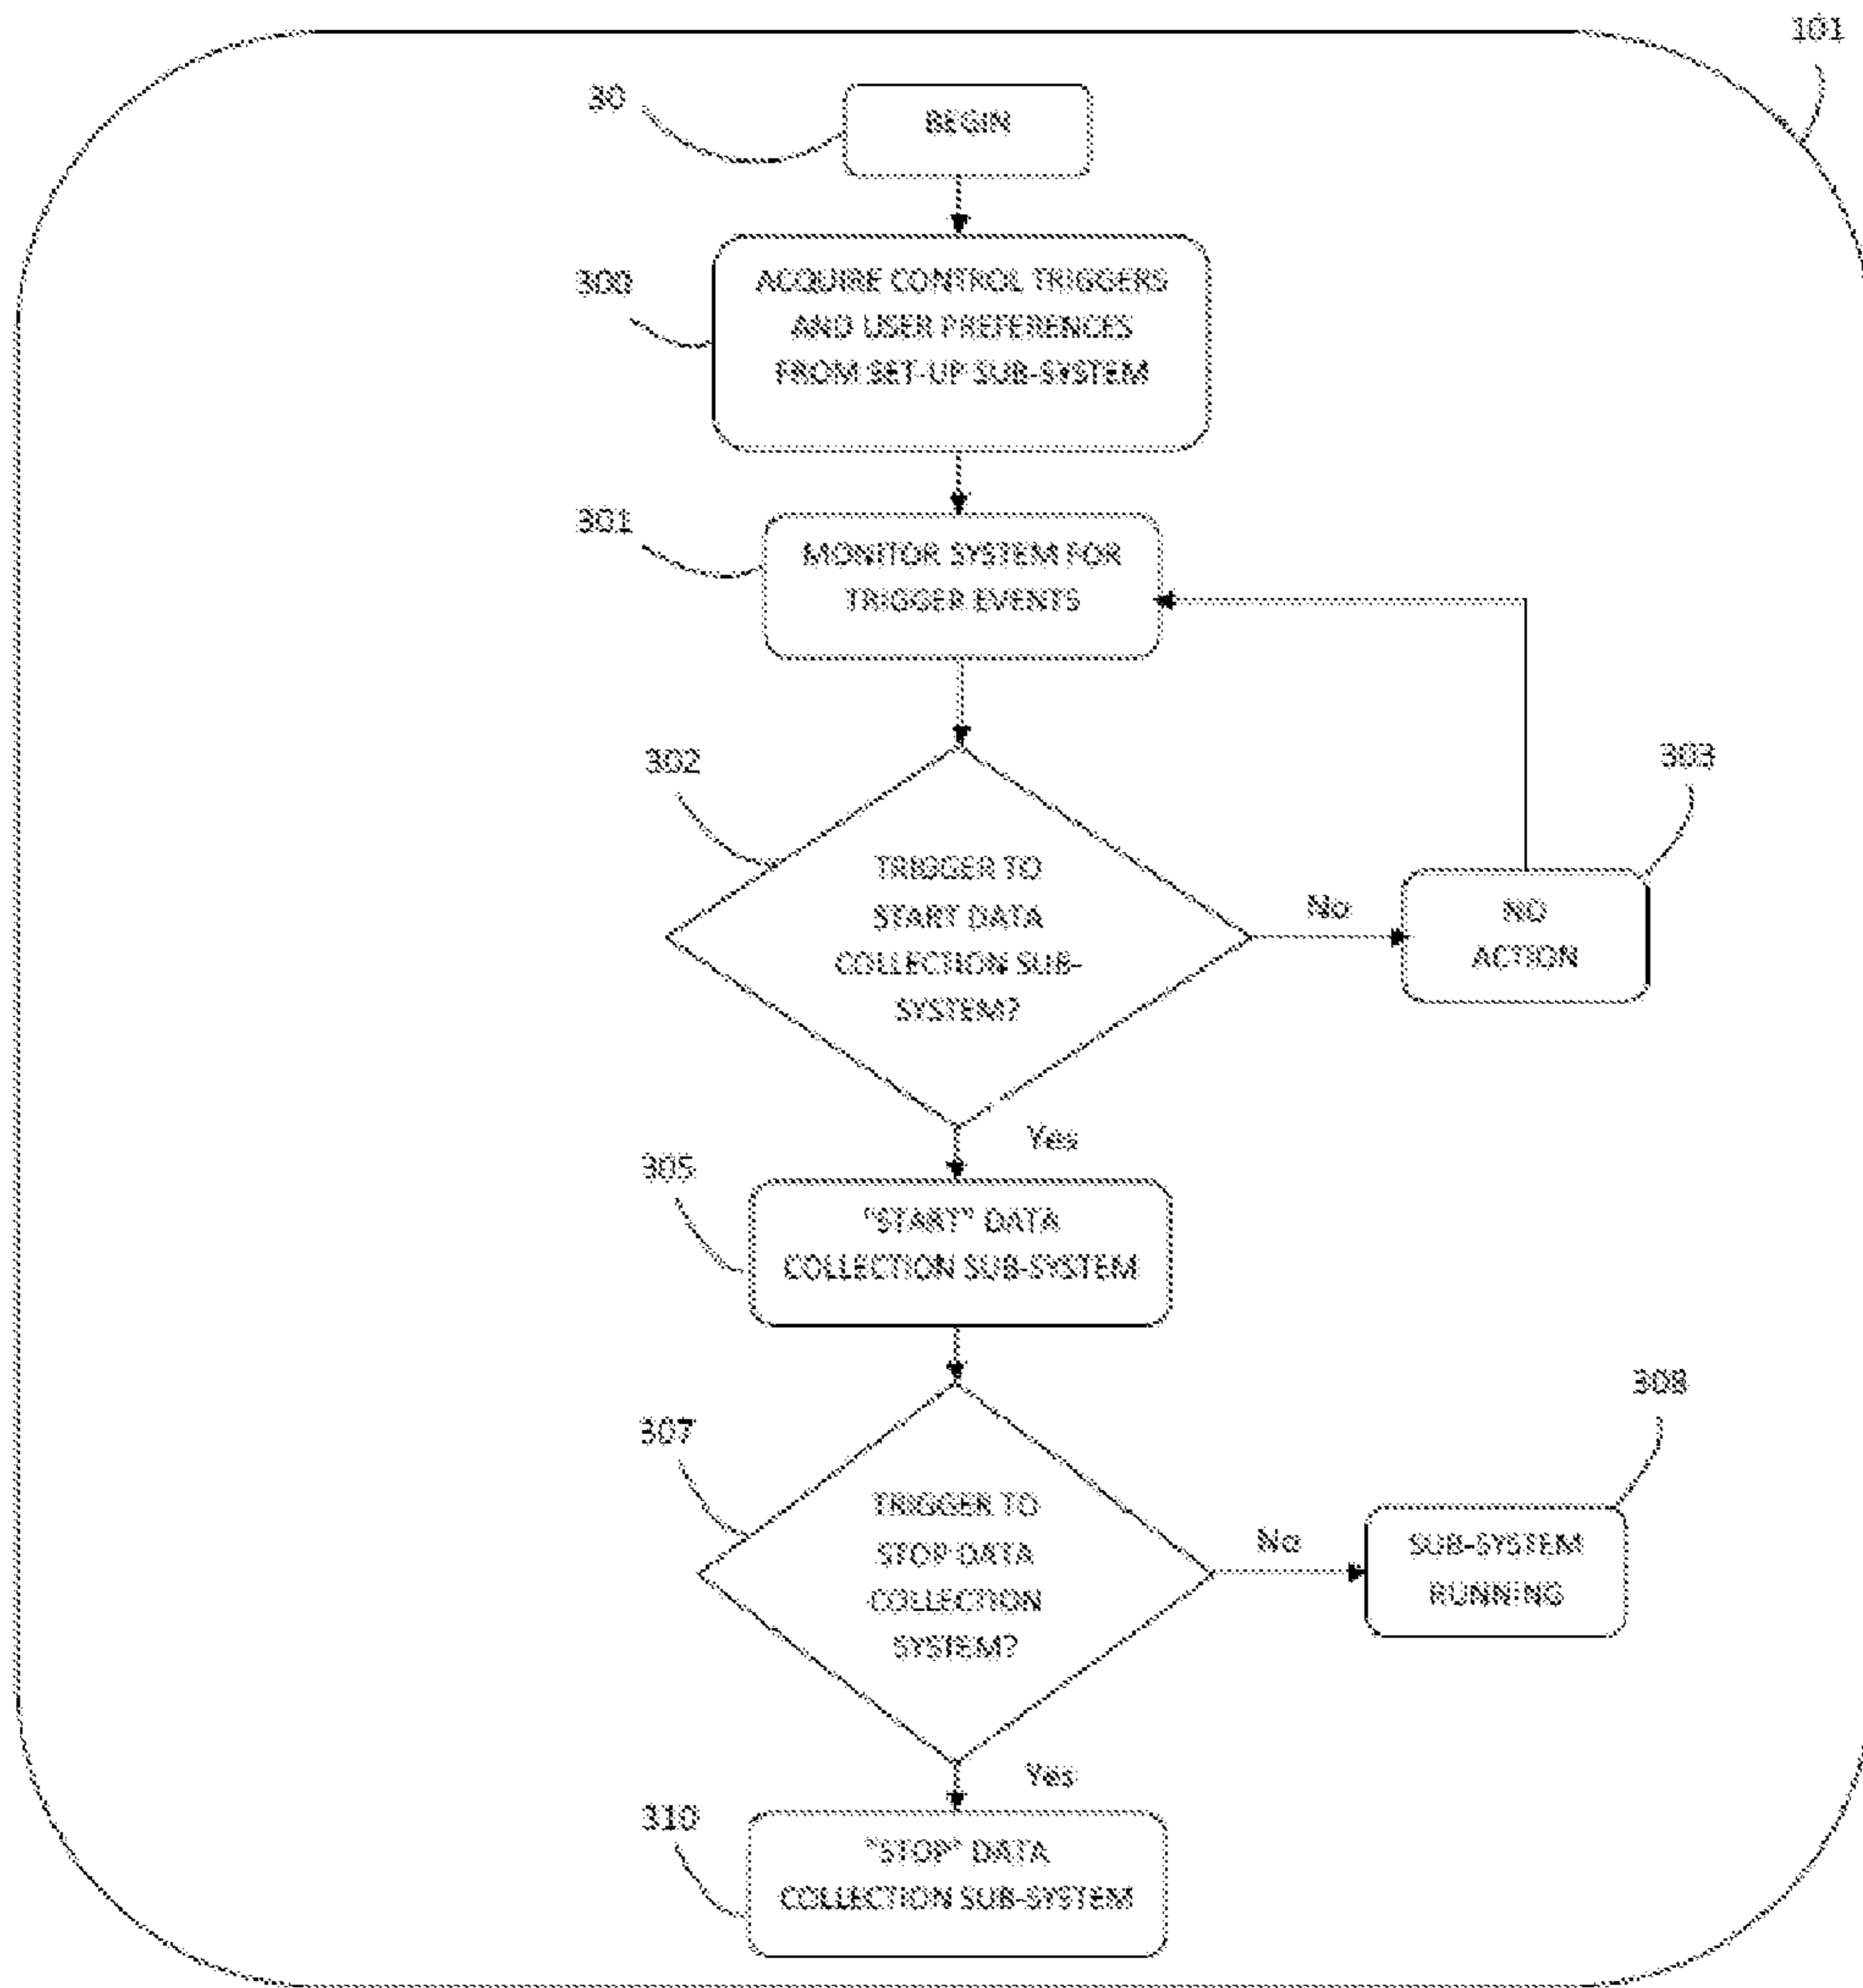 101
30
BEGIN
300
ACQUIRE CONTROL TRIGGERS
AND USER PREFERENCES
FROM SET-UP SUB-SYSTEM
301
MONITOR SYSTEM FOR
TRIGGER EVENTS
302
303
TRIGGER TO
START DATA
COLLECTION SUB-
SYSTEM?
No
NO
ACTION
Yes
305
"START" DATA
COLLECTION SUB-SYSTEM
308
307
TRIGGER TO
STOP DATA
COLLECTION
SYSTEM?
No
SUB-SYSTEM
RUNNING
Yes
310
"STOP" DATA
COLLECTION SUB-SYSTEM